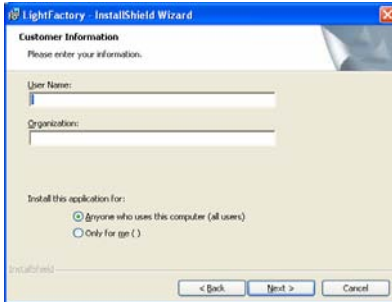 LightFactory - InstallShield Wizard
Customer Information
Please enter your information.
User Name:
Organization:
Install this application for:
Anyone who uses this computer (all users)
Only for me ( )
InstallShield
< Back
Next >
Cancel